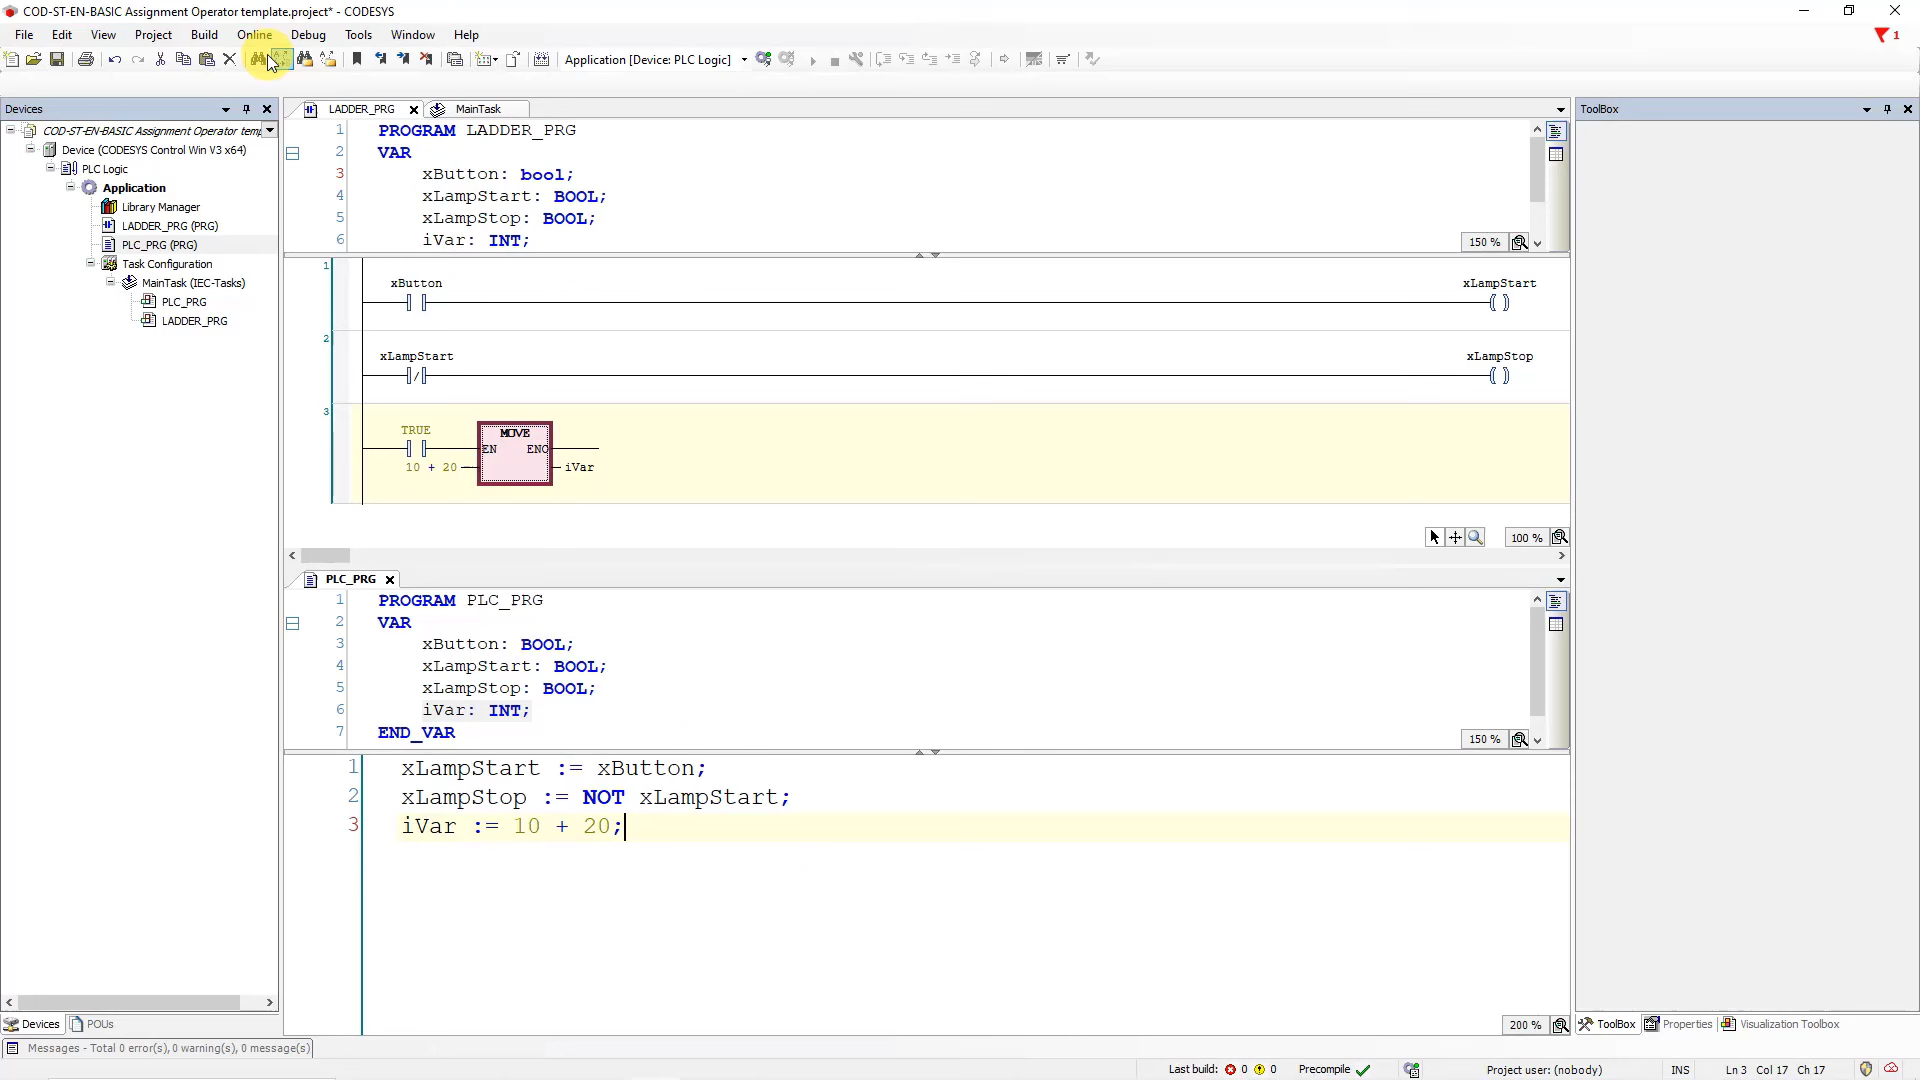 COD-ST-EN-BASIC Assignment Operator template.project* - CODESYS
File Edit View Project Build Online Debug Tools Window Help
1
Application [Device: PLC Logic]
Devices
COD-ST-EN-BASIC Assignment Operator temp
Device (CODESYS Control Win V3 x64)
PLC Logic
Application
Library Manager
LADDER_PRG (PRG)
PLC_PRG (PRG)
Task Configuration
MainTask (IEC-Tasks)
PLC_PRG
LADDER_PRG
Devices POUs
LADDER_PRG MainTask
1 PROGRAM LADDER_PRG
2 VAR
3 xButton: bool;
4 xLampStart: BOOL;
5 xLampStop: BOOL;
6 iVar: INT;
150 %
1
xButton xLampStart
2
xLampStart xLampStop
3
TRUE MOVE
EN ENO
10 + 20 iVar
100 %
PLC_PRG
1 PROGRAM PLC_PRG
2 VAR
3 xButton: BOOL;
4 xLampStart: BOOL;
5 xLampStop: BOOL;
6 iVar: INT;
7 END_VAR
150 %
1 xLampStart := xButton;
2 xLampStop := NOT xLampStart;
3 iVar := 10 + 20;
200 %
ToolBox
ToolBox Properties Visualization Toolbox
Messages - Total 0 error(s), 0 warning(s), 0 message(s)
Last build: 0 0 Precompile Project user: (nobody) INS Ln 3 Col 17 Ch 17